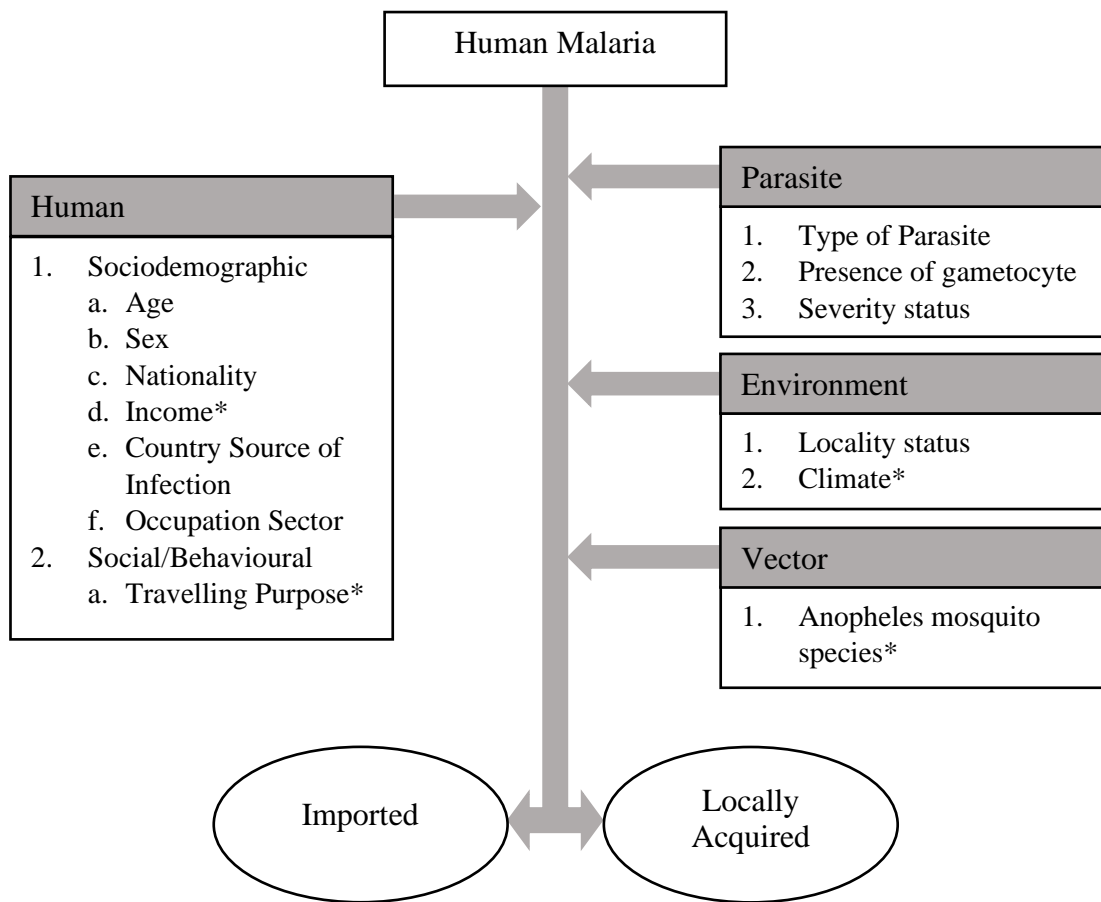 Human Malaria
Human
1. Sociodemographic
a. Age
b. Sex
c. Nationality
d. Income*
e. Country Source of
Infection
f. Occupation Sector
2. Social/Behavioural
a. Travelling Purpose*
Parasite
1. Type of Parasite
2. Presence of gametocyte
3. Severity status
Environment
1. Locality status
2. Climate*
Vector
1. Anopheles mosquito
species*
Imported
Locally
Acquired